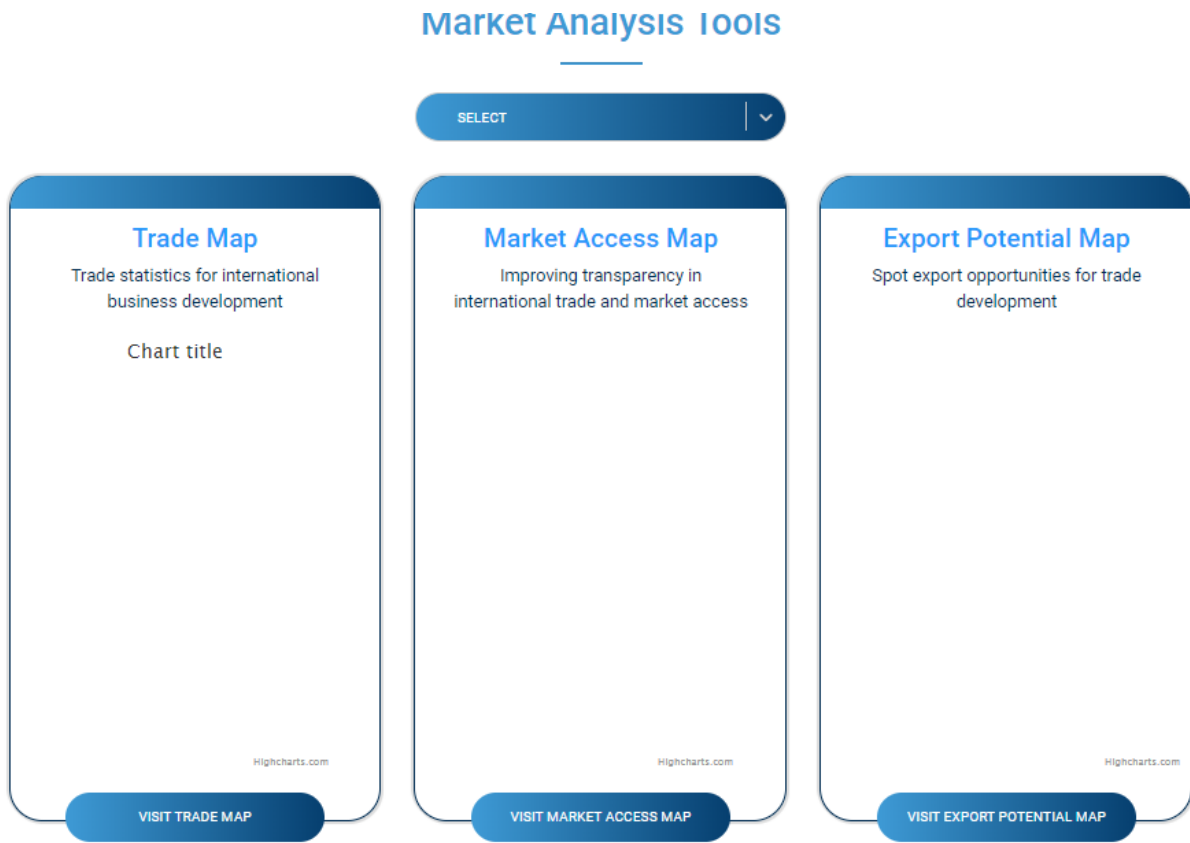 Market Analysis Tools
SELECT
Trade Map
Trade statistics for international
business development
Chart title
Highcharts.com
VISIT TRADE MAP
Market Access Map
Improving transparency in
international trade and market access
Highcharts.com
VISIT MARKET ACCESS MAP
Export Potential Map
Spot export opportunities for trade
development
Highcharts.com
VISIT EXPORT POTENTIAL MAP